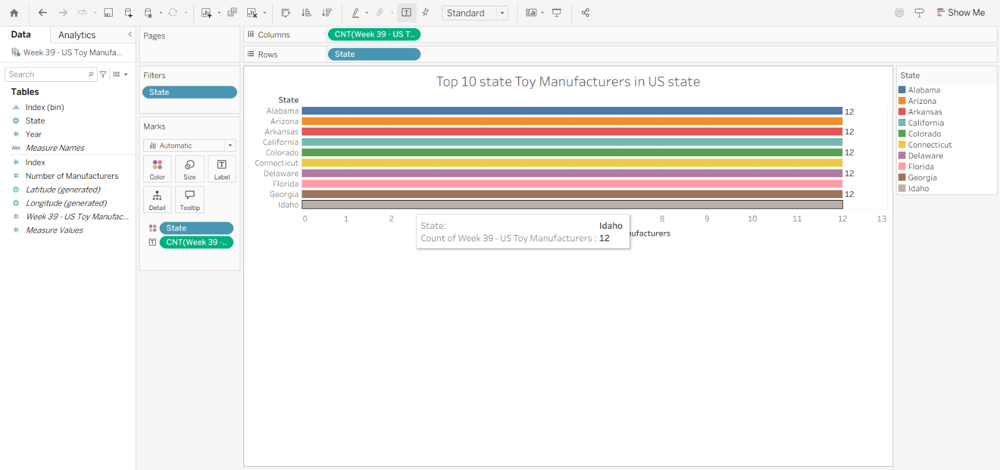 Standard
Show Me
Data
Analytics
Week 39 - US Toy Manufa...
Search
Tables
Index (bin)
State
Year
Abc
Measure Names
Index
Number of Manufacturers
Latitude (generated)
Longitude (generated)
Week 39 - US Toy Manufac...
Measure Values
Pages
Filters
State
Marks
Automatic
Color
Size
Label
Detail
Tooltip
State
CNT(Week 39 -..
Columns
CNT(Week 39 - US T..
Rows
State
Top 10 state Toy Manufacturers in US state
State
Alabama 12
Arizona
Arkansas 12
California
Colorado 12
Connecticut
Delaware 12
Florida
Georgia 12
Idaho
0 1 2 8 9 10 11 12 13
ufacturers
State: Idaho
Count of Week 39 - US Toy Manufacturers : 12
State
Alabama
Arizona
Arkansas
California
Colorado
Connecticut
Delaware
Florida
Georgia
Idaho